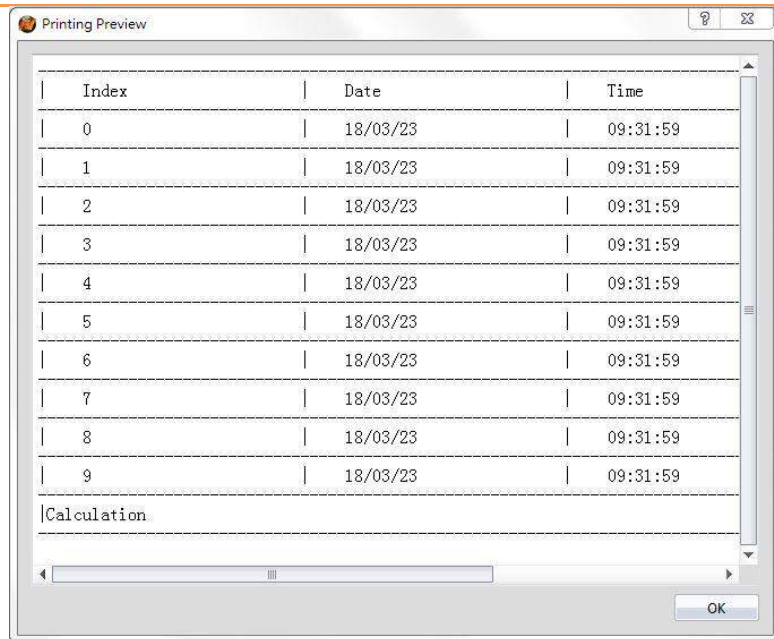 Printing Preview
| Index | Date | Time
| 0 | 18/03/23 | 09:31:59
| 1 | 18/03/23 | 09:31:59
| 2 | 18/03/23 | 09:31:59
| 3 | 18/03/23 | 09:31:59
| 4 | 18/03/23 | 09:31:59
| 5 | 18/03/23 | 09:31:59
| 6 | 18/03/23 | 09:31:59
| 7 | 18/03/23 | 09:31:59
| 8 | 18/03/23 | 09:31:59
| 9 | 18/03/23 | 09:31:59
|Calculation
OK